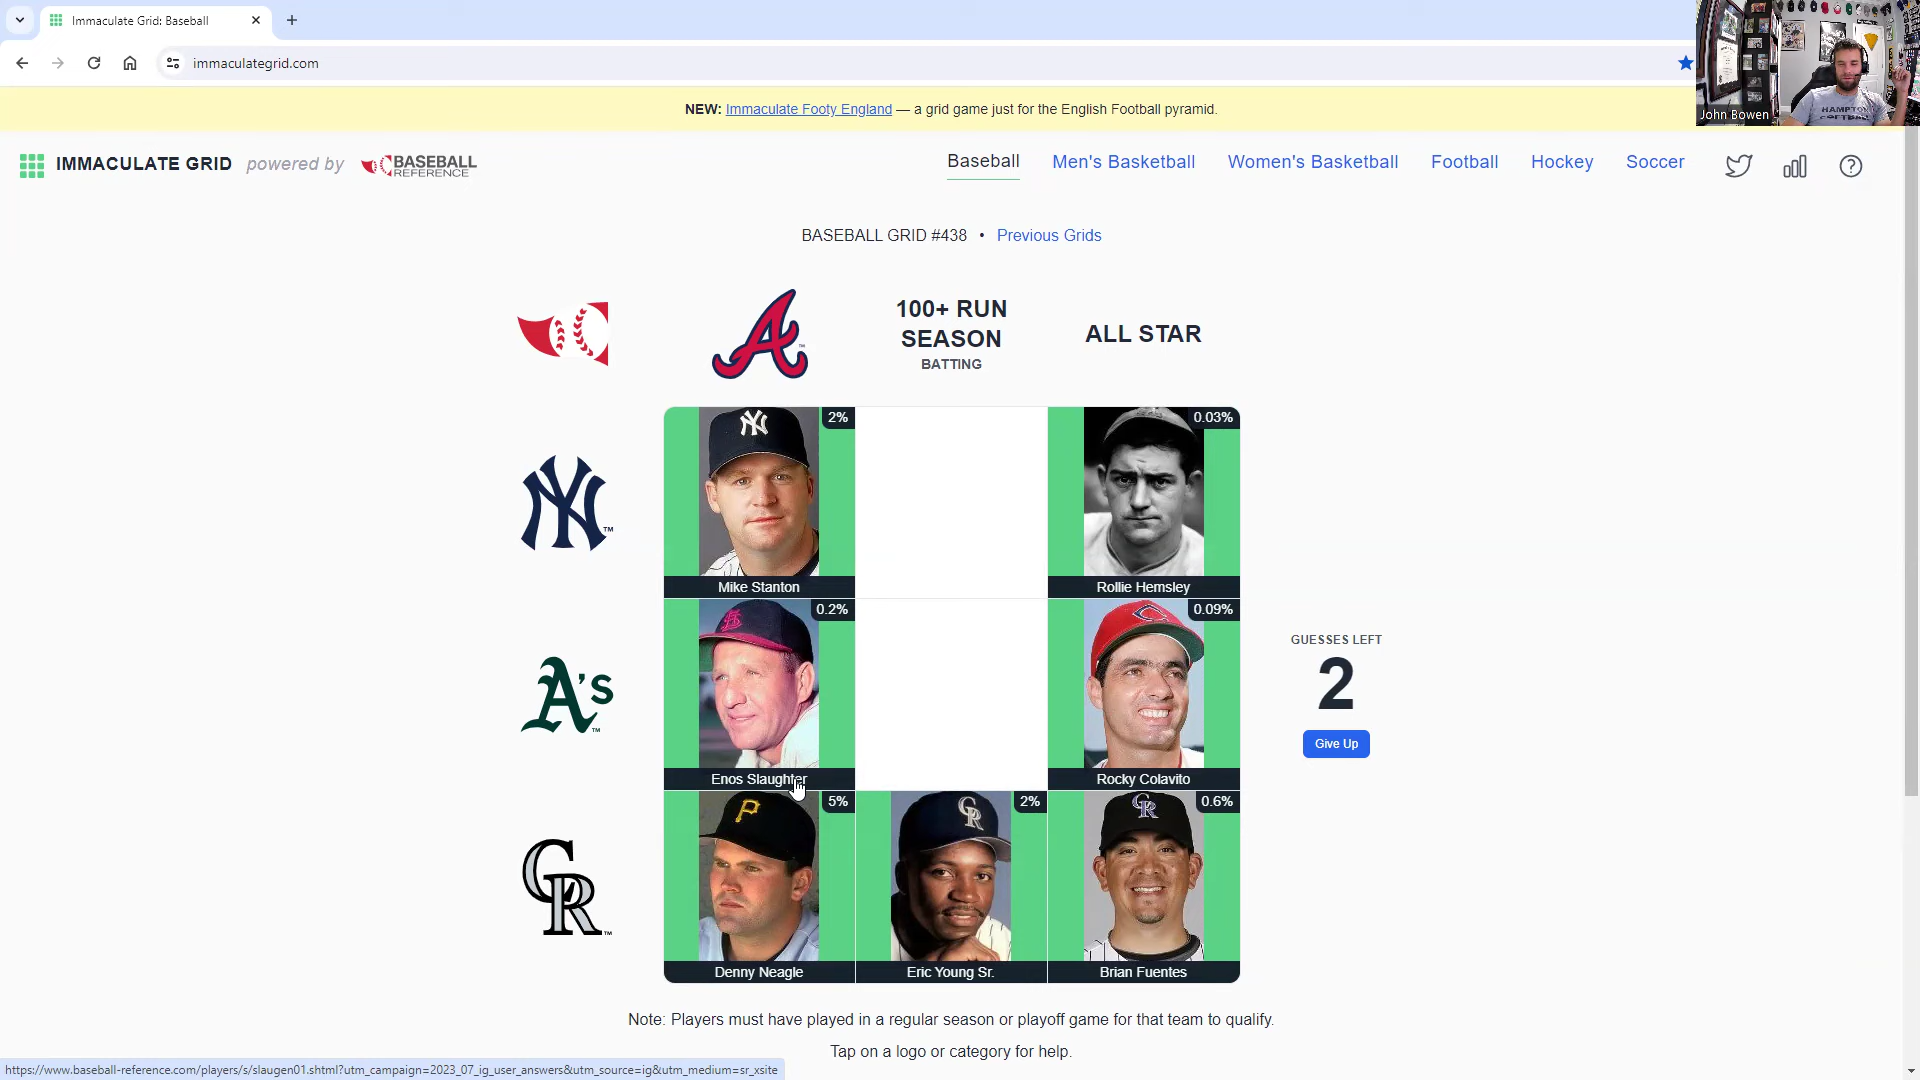 Immaculate Grid: Baseball
immaculategrid.com
NEW: Immaculate Footy England — a grid game just for the English Football pyramid.
HAMPTON
SOFTBALL
John Bowen
IMMACULATE GRID powered by BASEBALL REFERENCE
Baseball Men's Basketball Women's Basketball Football Hockey Soccer
BASEBALL GRID #438 • Previous Grids
A
100+ RUN
SEASON
BATTING
ALL STAR
NY
2%
Mike Stanton
0.03%
Rollie Hemsley
A's
0.2%
Enos Slaughter
0.09%
Rocky Colavito
GUESSES LEFT
2
Give Up
CR
5%
Denny Neagle
2%
Eric Young Sr.
0.6%
Brian Fuentes
Note: Players must have played in a regular season or playoff game for that team to qualify.
Tap on a logo or category for help.
https://www.baseball-reference.com/players/s/slaugen01.shtml?utm_campaign=2023_07_ig_user_answers&utm_source=ig&utm_medium=sr_xsite